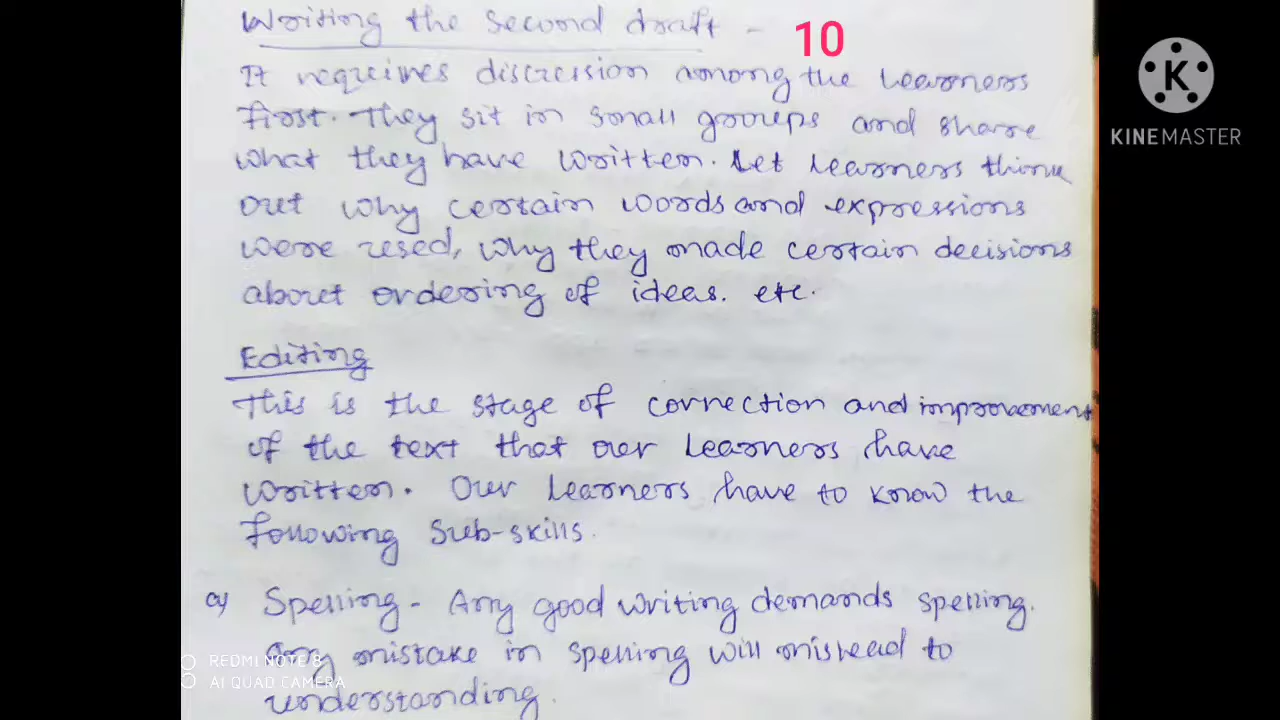 Writing the second draft - 10
It requires discussion among the learners
first. They sit in small groups and share
what they have written. Let learners think
out why certain words and expressions
were used, why they made certain decisions
about ordering of ideas. etc.
Editing
This is the stage of correction and improvement
of the text that our learners have
written. Our learners have to know the
following sub-skills.
a) Spelling - Any good writing demands spelling.
Any mistake in spelling will mislead to
understanding.
REDMI NOTE 8
AI QUAD CAMERA
K
KINEMASTER